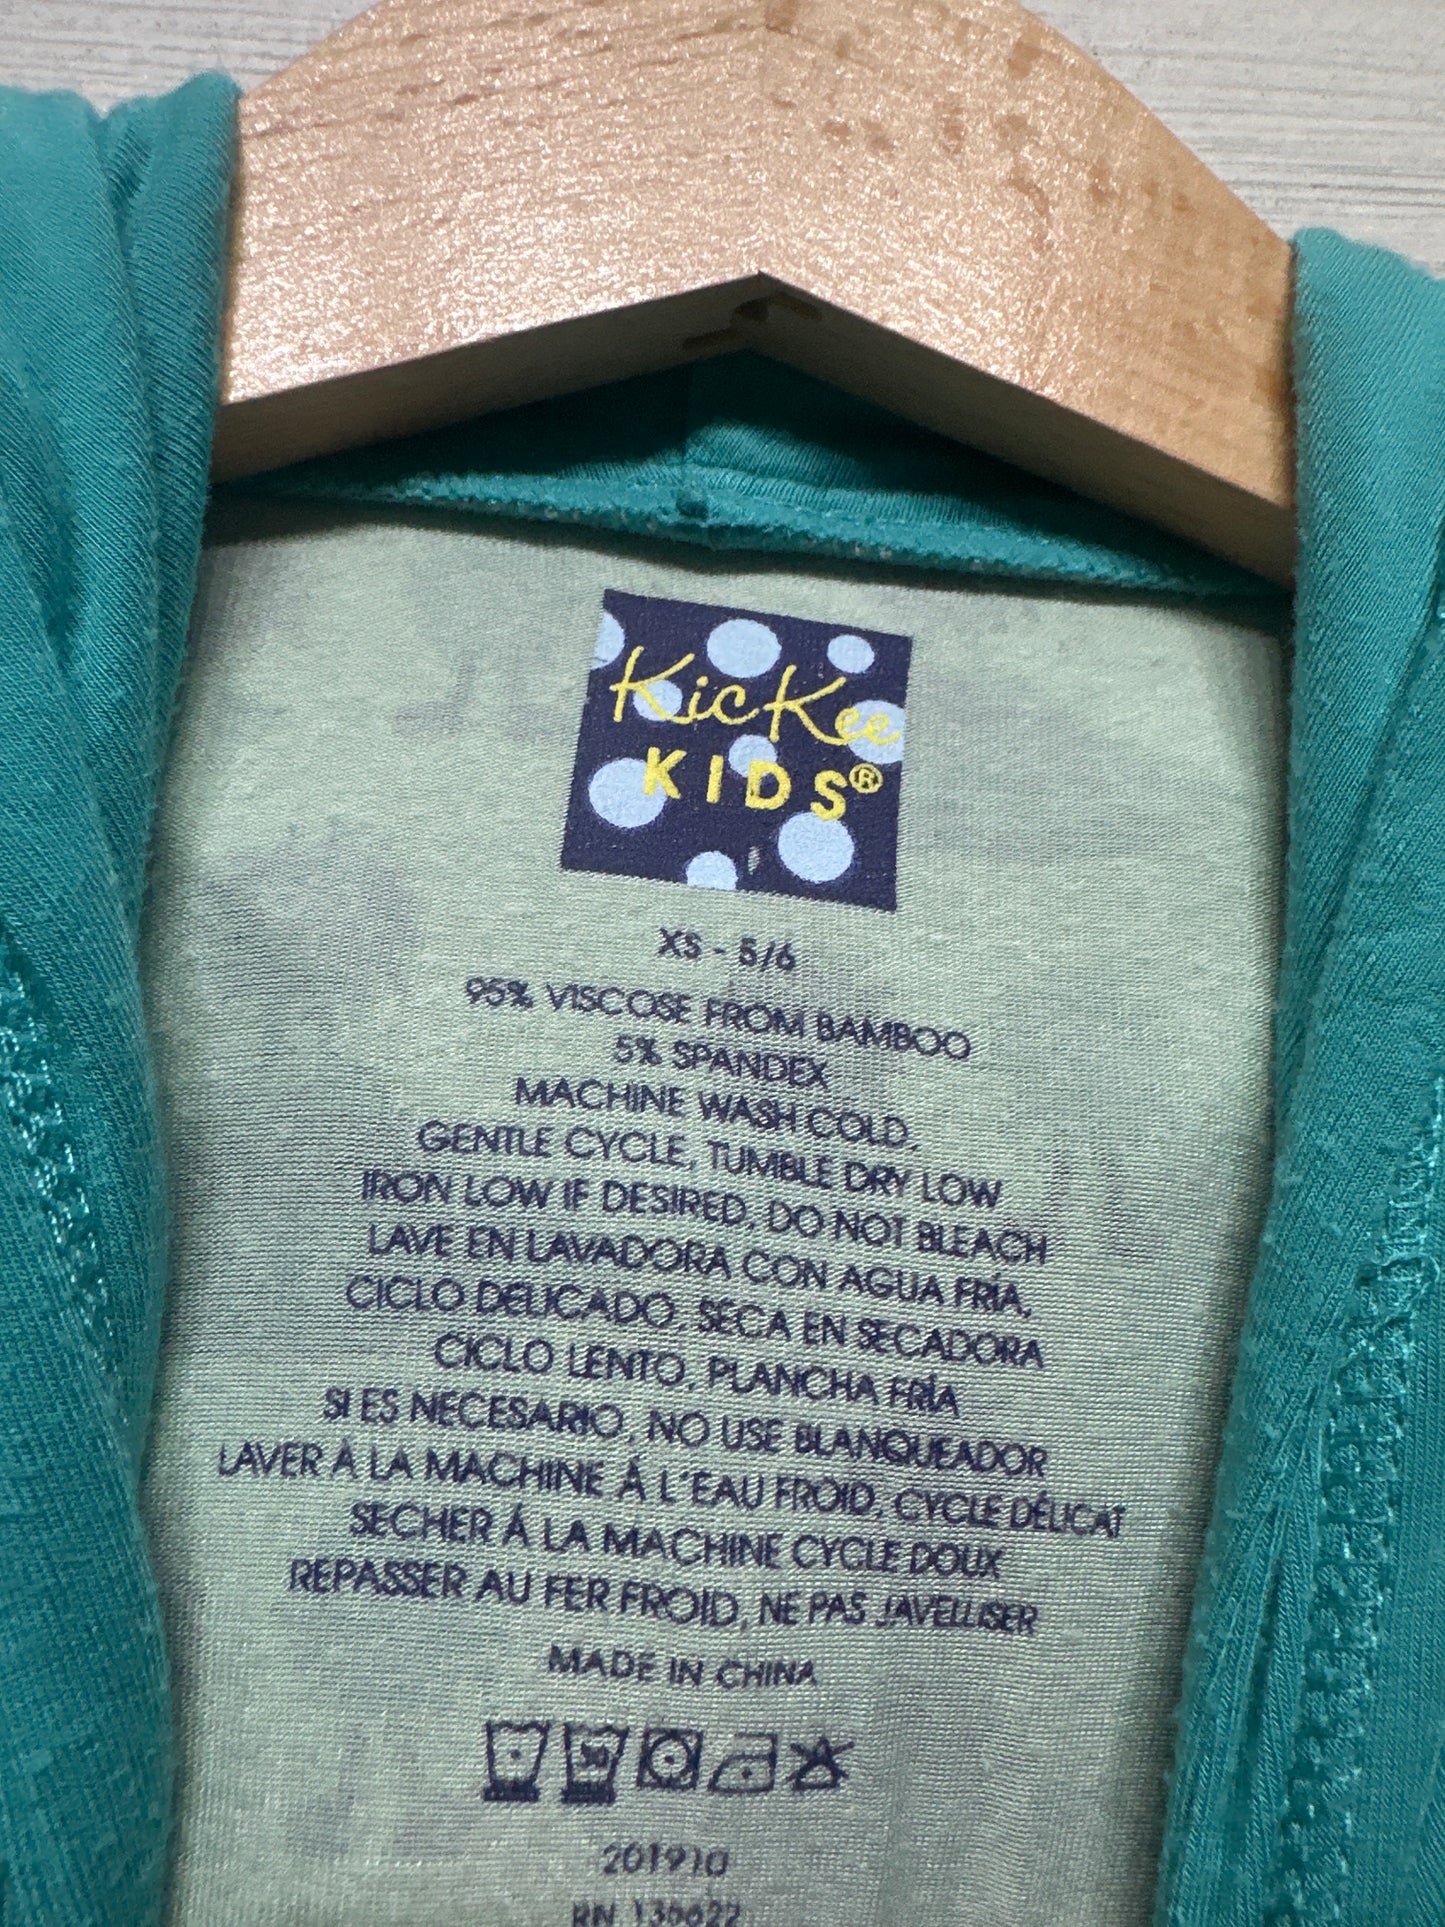 KicKee
KIDS®
XS - 5/6
95% VISCOSE FROM BAMBOO
5% SPANDEX
MACHINE WASH COLD,
GENTLE CYCLE, TUMBLE DRY LOW
IRON LOW IF DESIRED, DO NOT BLEACH
LAVE EN LAVADORA CON AGUA FRÍA,
CICLO DELICADO. SECA EN SECADORA
CICLO LENTO, PLANCHA FRÍA
SI ES NECESARIO, NO USE BLANQUEADOR
LAVER À LA MACHINE À L'EAU FROID, CYCLE DÉLICAT
SECHER À LA MACHINE CYCLE DOUX
REPASSER AU FER FROID, NE PAS JAVELLISER
MADE IN CHINA
30
201910
RN 136622